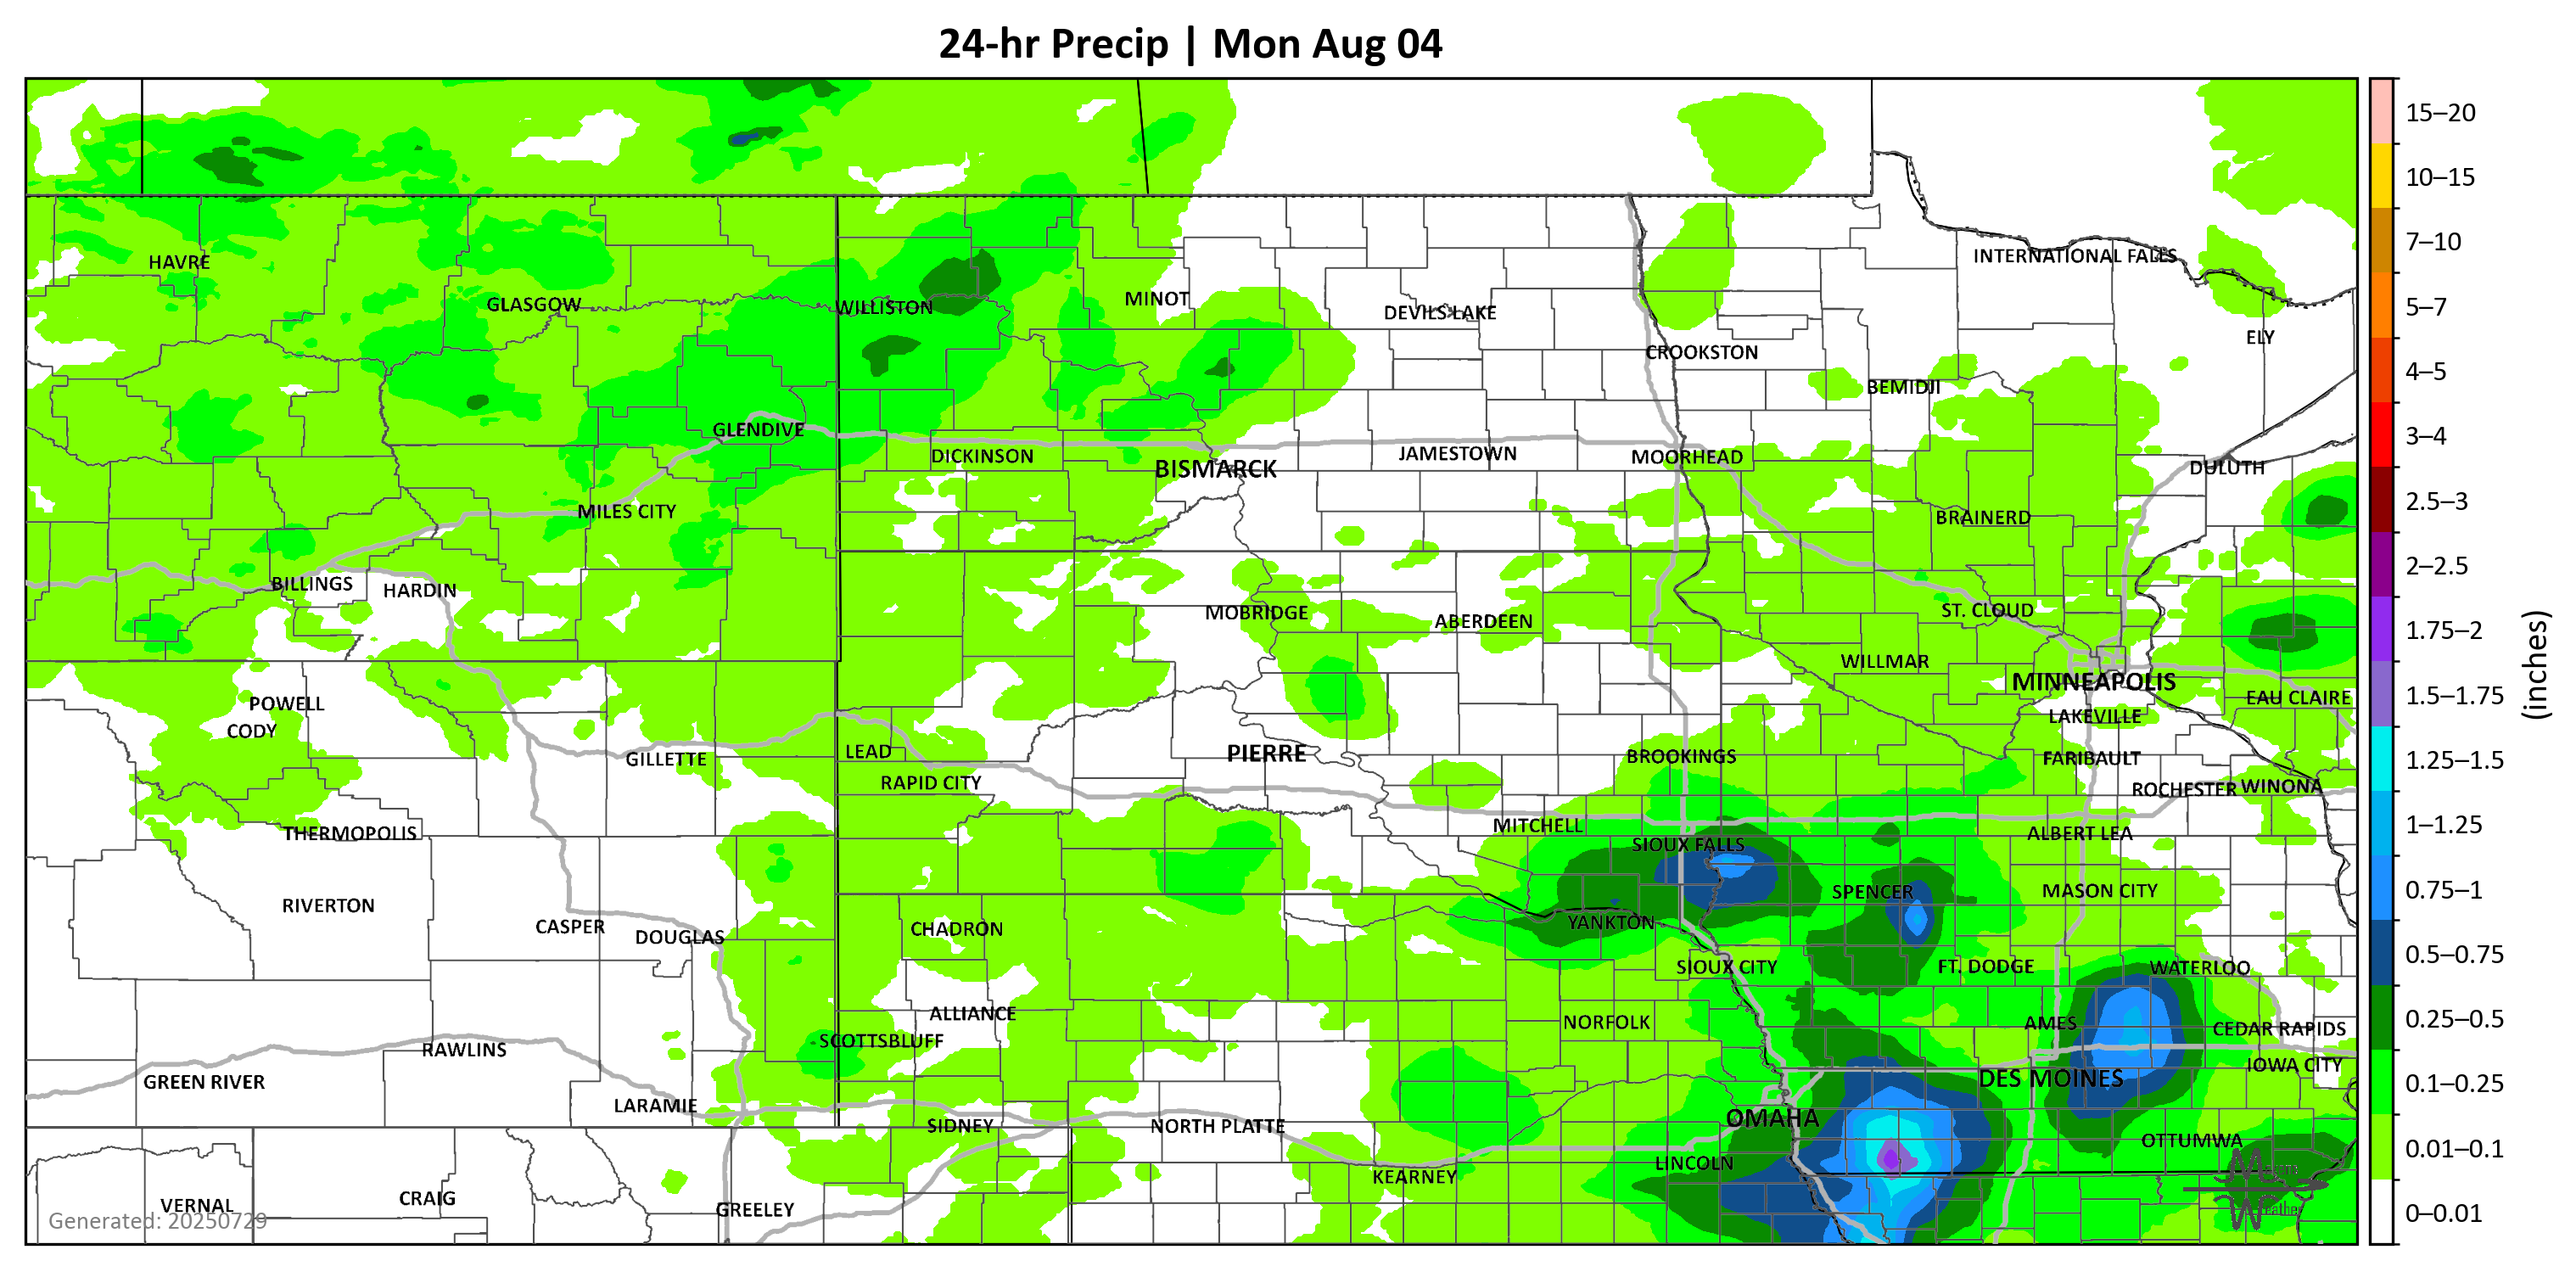 24-hr Precip | Mon Aug 04
15–20
10–15
7–10
5–7
4–5
3–4
2.5–3
2–2.5
1.75–2
1.5–1.75
1.25–1.5
1–1.25
0.75–1
0.5–0.75
0.25–0.5
0.1–0.25
0.01–0.1
0–0.01
(inches)
HAVRE
INTERNATIONAL FALLS
GLASGOW
WILLISTON
MINOT
DEVILS LAKE
ELY
CROOKSTON
BEMIDJI
GLENDIVE
DICKINSON
BISMARCK
JAMESTOWN
MOORHEAD
DULUTH
MILES CITY
BRAINERD
BILLINGS
HARDIN
MOBRIDGE
ABERDEEN
ST. CLOUD
WILLMAR
MINNEAPOLIS
EAU CLAIRE
POWELL
CODY
LAKEVILLE
GILLETTE
LEAD
PIERRE
BROOKINGS
FARIBAULT
RAPID CITY
ROCHESTER
WINONA
THERMOPOLIS
MITCHELL
ALBERT LEA
SIOUX FALLS
RIVERTON
SPENCER
MASON CITY
CASPER
DOUGLAS
CHADRON
YANKTON
SIOUX CITY
FT. DODGE
WATERLOO
ALLIANCE
NORFOLK
AMES
CEDAR RAPIDS
RAWLINS
SCOTTSBLUFF
IOWA CITY
GREEN RIVER
DES MOINES
LARAMIE
SIDNEY
NORTH PLATTE
OMAHA
OTTUMWA
LINCOLN
KEARNEY
VERNAL
CRAIG
GREELEY
Generated: 20250729